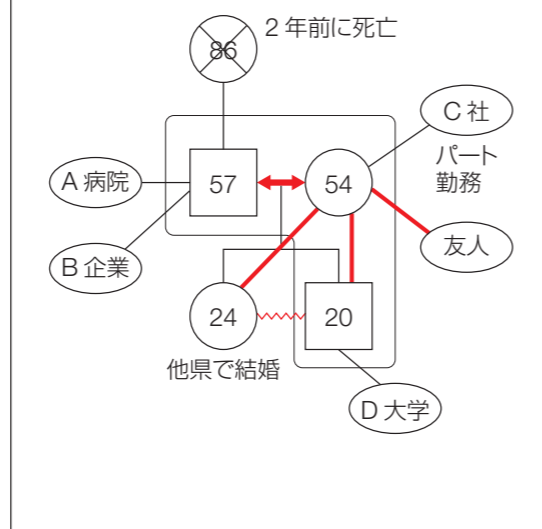 2年前に死亡
86
C社
パート
勤務
A病院
57
54
B企業
友人
24
20
他県で結婚
D大学